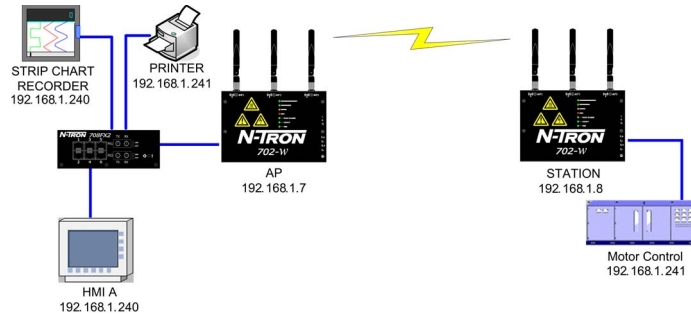 STRIP CHART
RECORDER
192.168.1.240
PRINTER
192.168.1.241
N-TRON 708FX2
N-TRON
702-W
AP
192.168.1.7
N-TRON
702-W
STATION
192.168.1.8
HMI A
192.168.1.240
Motor Control
192.168.1.241